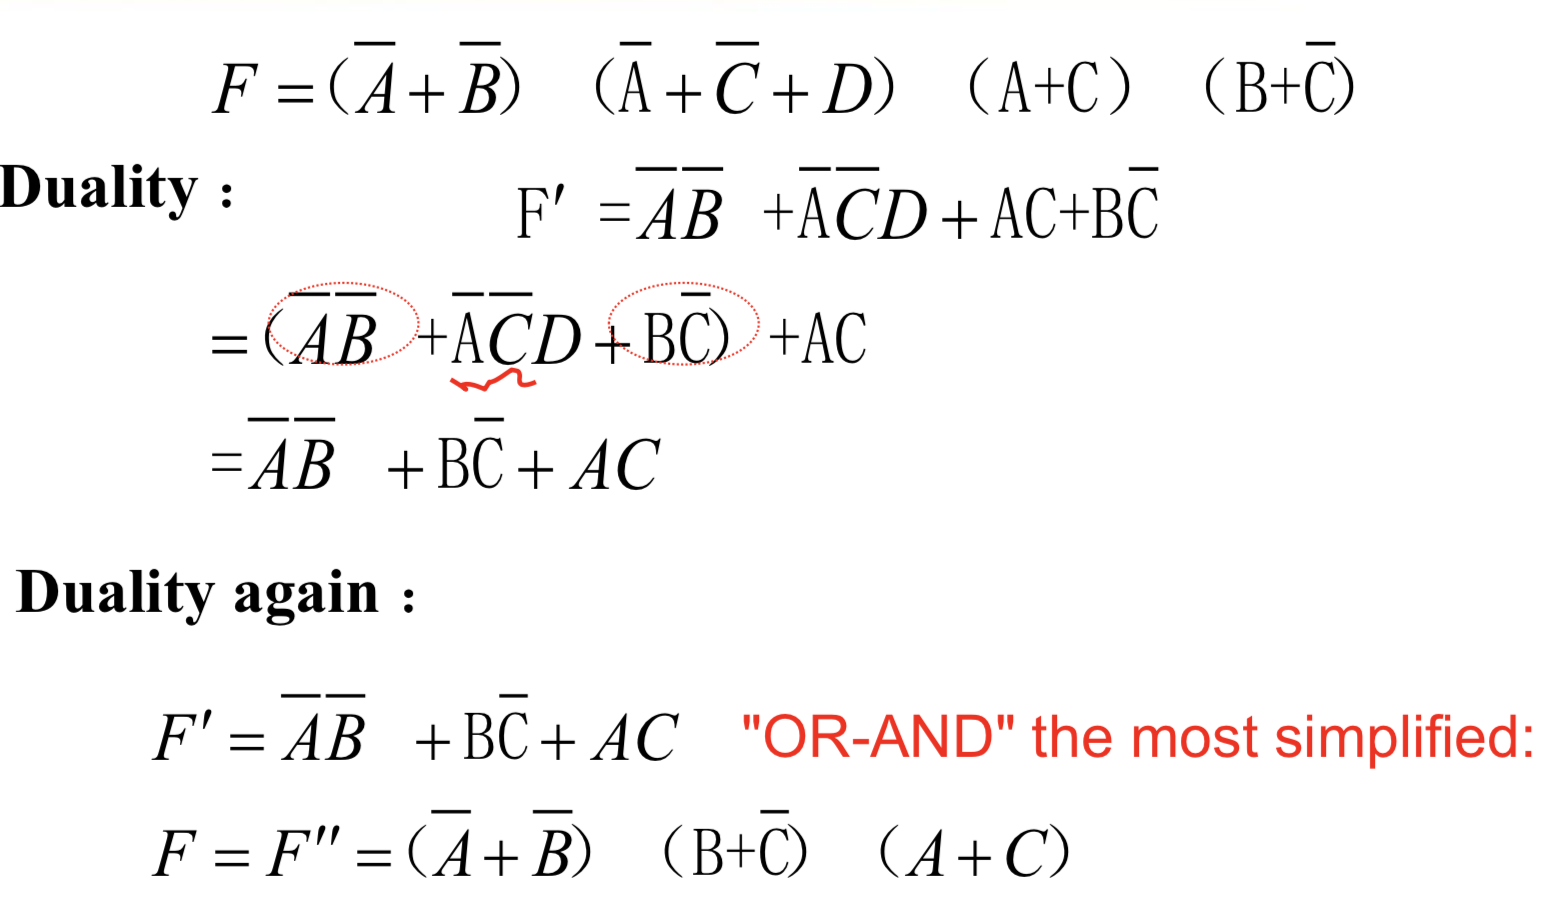 F = (A̅ + B̅) (A̅ + C̅ + D) (A+C) (B+C̅)
Duality : F′ = A̅B̅ + A̅C̅D + AC+BC̅
= (A̅B̅ + A̅C̅D + BC̅) +AC
= A̅B̅ + BC̅ + AC
Duality again :
F′ = A̅B̅ + BC̅ + AC "OR-AND" the most simplified:
F = F″ = (A̅ + B̅) (B+C̅) (A + C)